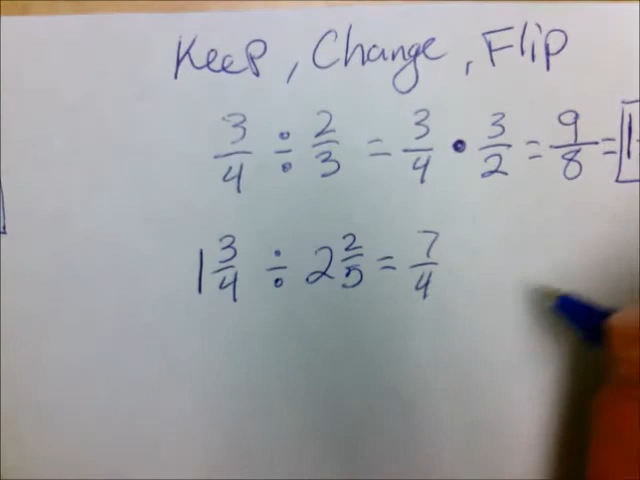 Keep, Change, Flip
3/4 ÷ 2/3 = 3/4 • 3/2 = 9/8 = 1
1 3/4 ÷ 2 2/5 = 7/4